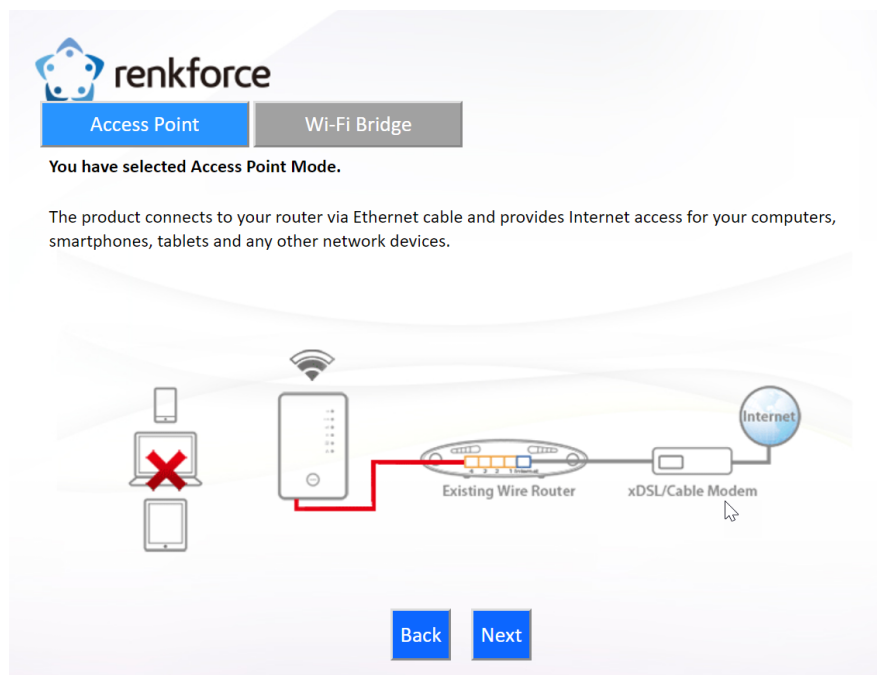 renkforce
Access Point
Wi-Fi Bridge
You have selected Access Point Mode.
The product connects to your router via Ethernet cable and provides Internet access for your computers,
smartphones, tablets and any other network devices.
Internet
Existing Wire Router
xDSL/Cable Modem
Back
Next